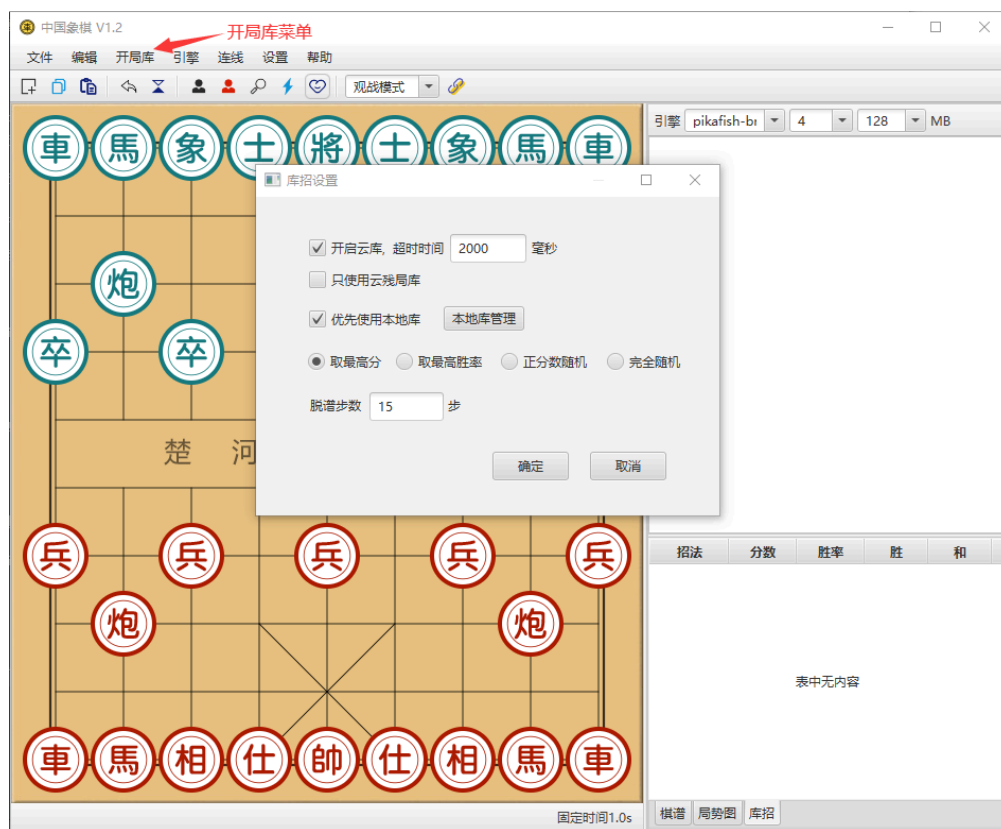 中国象棋 V1.2
开局库菜单
文件 编辑 开局库 引擎 连线 设置 帮助
观战模式
引擎 pikafish-b 4 128 MB
車 馬 象 士 將 士 象 馬 車
库招设置
开启云库, 超时时间 2000 毫秒
只使用云残局库
优先使用本地库 本地库管理
取最高分 取最高胜率 正分数随机 完全随机
脱谱步数 15 步
确定 取消
炮
卒 卒
楚 河
兵 兵 兵 兵 兵
招法 分数 胜率 胜 和
炮 炮
表中无内容
車 馬 相 仕 帥 仕 相 馬 車
固定时间1.0s
棋谱 局势图 库招